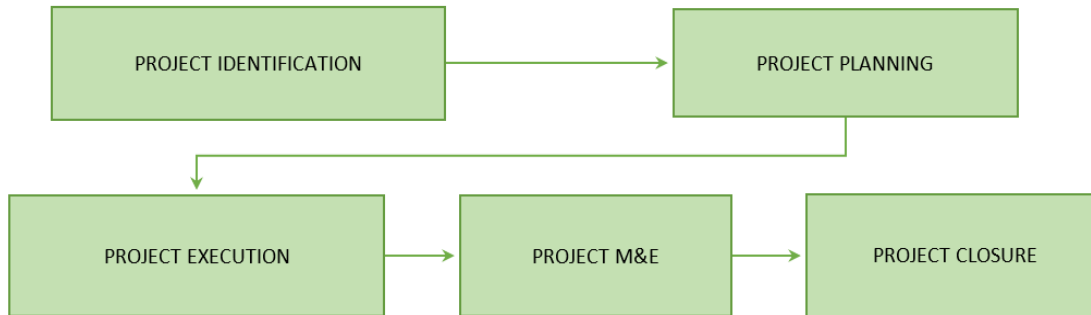 PROJECT IDENTIFICATION
PROJECT PLANNING
PROJECT EXECUTION
PROJECT M&E
PROJECT CLOSURE